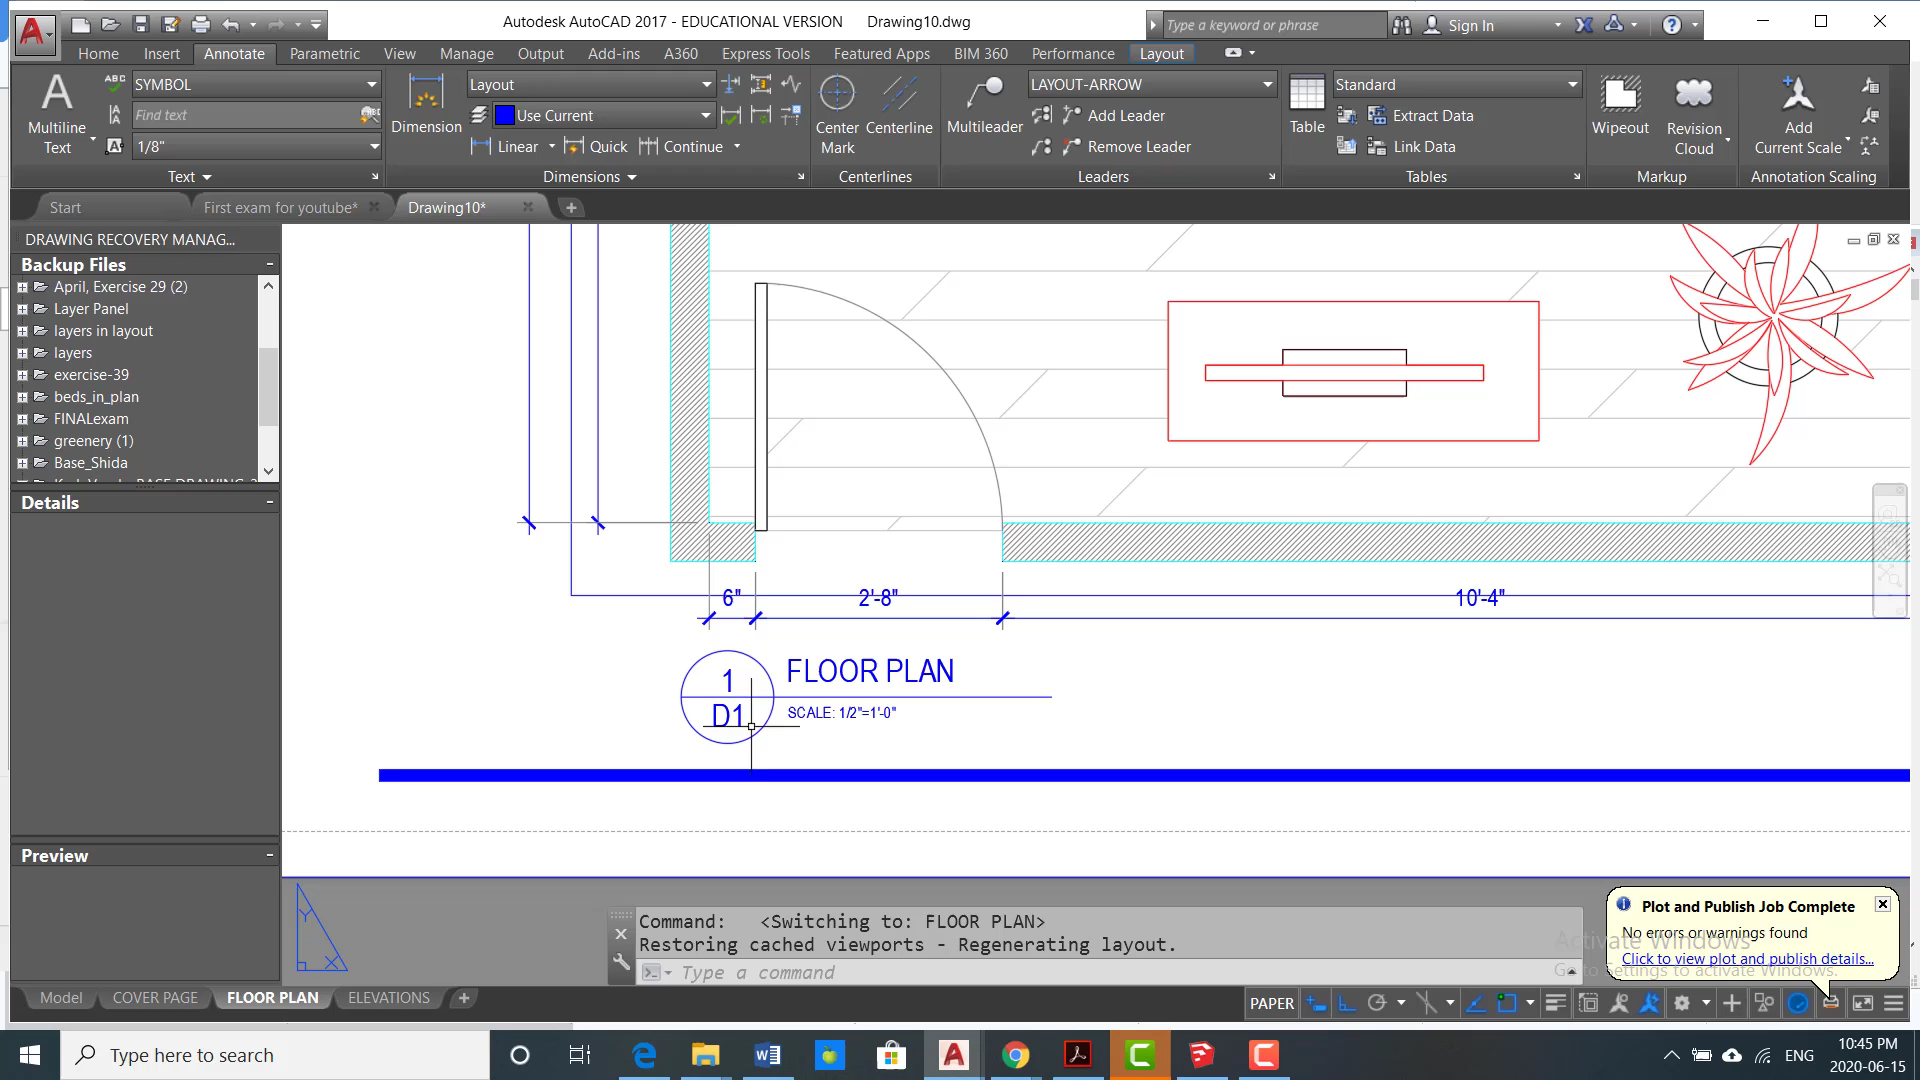 Autodesk AutoCAD 2017 - EDUCATIONAL VERSION Drawing10.dwg
Type a keyword or phrase
Sign In
Home Insert Annotate Parametric View Manage Output Add-ins A360 Express Tools Featured Apps BIM 360 Performance Layout
SYMBOL
Find text
1/8"
Multiline
Text
Text
Dimension
Layout
Use Current
Linear Quick Continue
Dimensions
Center
Mark
Centerline
Centerlines
Multileader
LAYOUT-ARROW
Add Leader
Remove Leader
Leaders
Table
Standard
Extract Data
Link Data
Tables
Wipeout
Revision
Cloud
Markup
Add
Current Scale
Annotation Scaling
Start First exam for youtube* Drawing10*
DRAWING RECOVERY MANAG...
Backup Files
April, Exercise 29 (2)
Layer Panel
layers in layout
layers
exercise-39
beds_in_plan
FINALexam
greenery (1)
Base_Shida
Details
Preview
6" 2'-8" 10'-4"
1
D1
FLOOR PLAN
SCALE: 1/2"=1'-0"
Y
X
Command: <Switching to: FLOOR PLAN>
Restoring cached viewports - Regenerating layout.
Type a command
Plot and Publish Job Complete
No errors or warnings found
Click to view plot and publish details...
Activate Windows
Go to Settings to activate Windows.
Model COVER PAGE FLOOR PLAN ELEVATIONS
PAPER
Type here to search
ENG
10:45 PM
2020-06-15